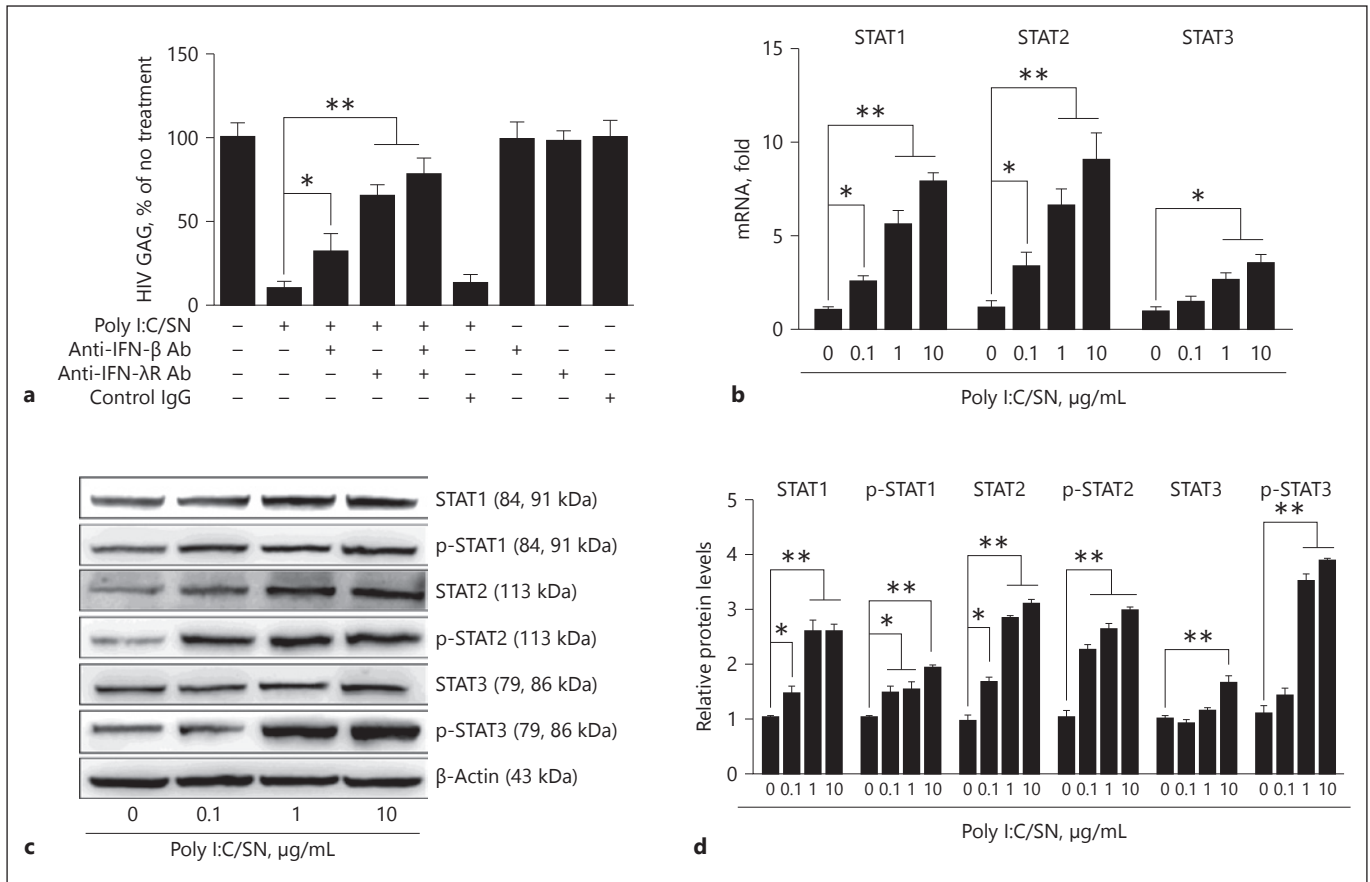 150
100
50
0
HIV GAG, % of no treatment
*
**
Poly I:C/SN – + + + + + – – –
Anti-IFN-β Ab – – + – + – + – –
Anti-IFN-λR Ab – – – + + – – + –
Control IgG – – – – – + – – +
a
STAT1 STAT2 STAT3
15
10
5
0
mRNA, fold
** ** *
* *
0 0.1 1 10 0 0.1 1 10 0 0.1 1 10
Poly I:C/SN, µg/mL
b
STAT1 (84, 91 kDa)
p-STAT1 (84, 91 kDa)
STAT2 (113 kDa)
p-STAT2 (113 kDa)
STAT3 (79, 86 kDa)
p-STAT3 (79, 86 kDa)
β-Actin (43 kDa)
0 0.1 1 10
Poly I:C/SN, µg/mL
c
STAT1 p-STAT1 STAT2 p-STAT2 STAT3 p-STAT3
5
4
3
2
1
0
Relative protein levels
** ** ** ** ** **
* * *
0 0.1 1 10 0 0.1 1 10 0 0.1 1 10 0 0.1 1 10 0 0.1 1 10 0 0.1 1 10
Poly I:C/SN, µg/mL
d